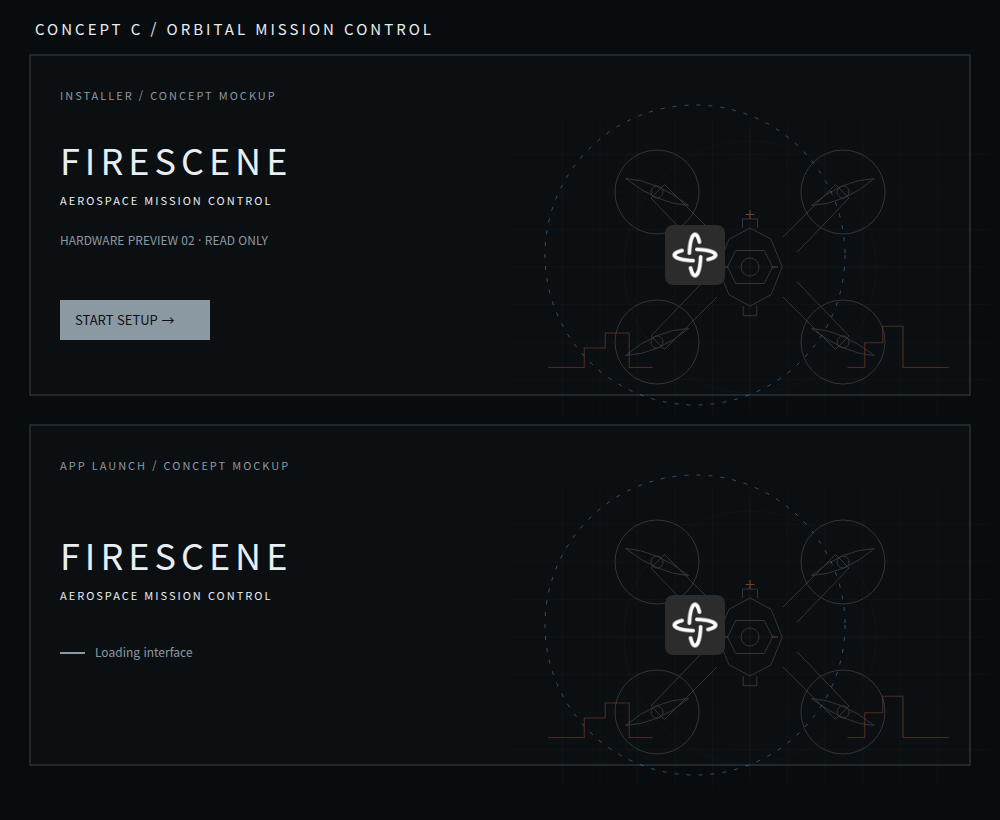 CONCEPT C / ORBITAL MISSION CONTROL
INSTALLER / CONCEPT MOCKUP
FIRESCENE
AEROSPACE MISSION CONTROL
HARDWARE PREVIEW 02 · READ ONLY
START SETUP →
APP LAUNCH / CONCEPT MOCKUP
FIRESCENE
AEROSPACE MISSION CONTROL
Loading interface